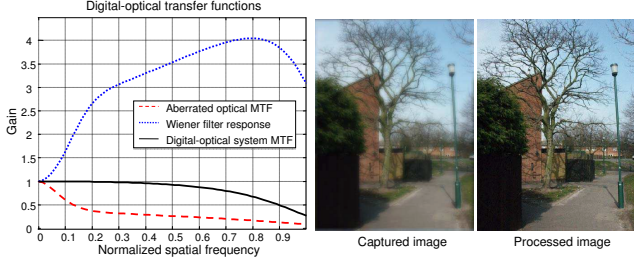 Digital-optical transfer functions
4
3.5
3
2.5
2
1.5
1
0.5
0
Gain
Aberrated optical MTF
Wiener filter response
Digital-optical system MTF
0 0.1 0.2 0.3 0.4 0.5 0.6 0.7 0.8 0.9
Normalized spatial frequency
Captured image
Processed image